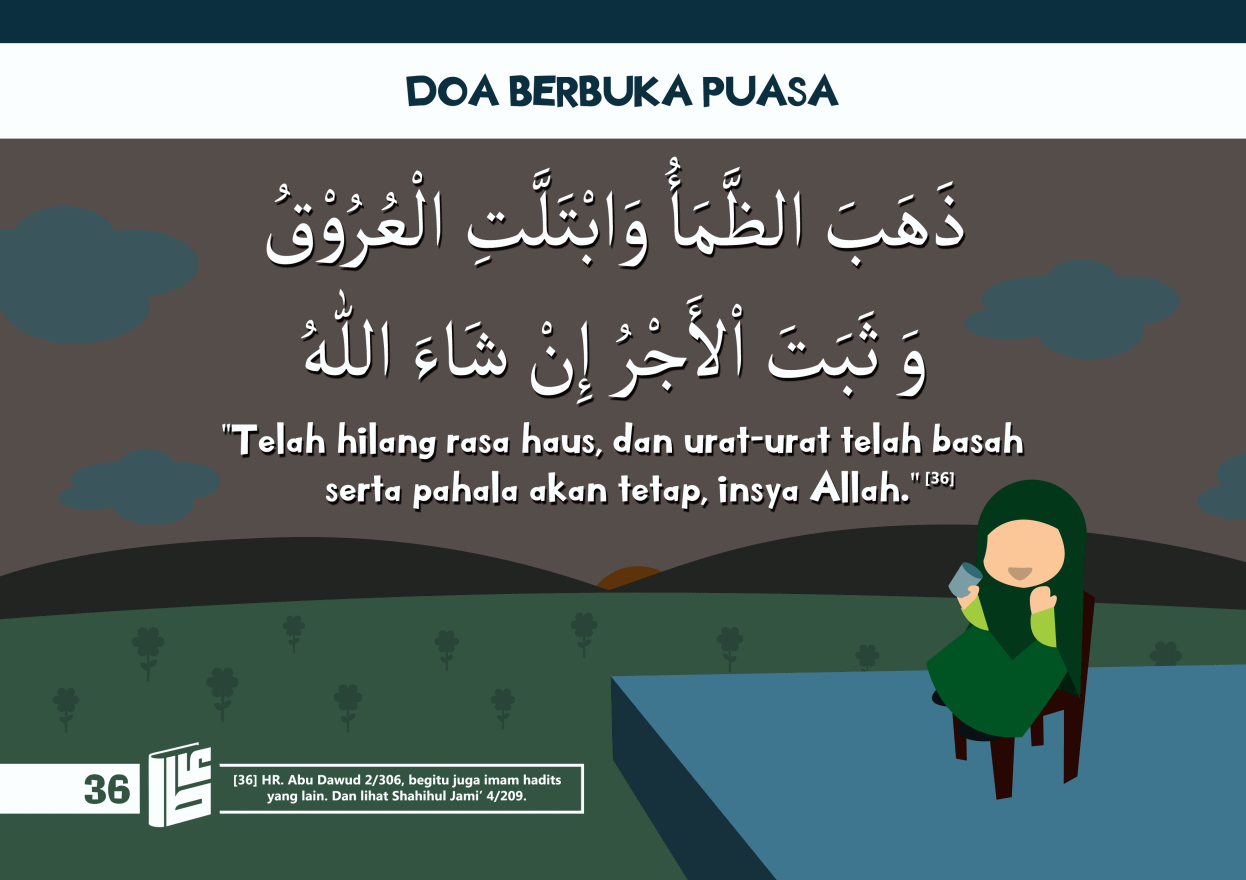 DOA BERBUKA PUASA
ذَهَبَ الظَّمَأُ وَابْتَلَّتِ الْعُرُوْقُ
وَ ثَبَتَ اْلأَجْرُ إِنْ شَاءَ اللّٰهُ
"Telah hilang rasa haus, dan urat-urat telah basah
serta pahala akan tetap, insya Allah." [36]
36
[36] HR. Abu Dawud 2/306, begitu juga imam hadits
yang lain. Dan lihat Shahihul Jami’ 4/209.